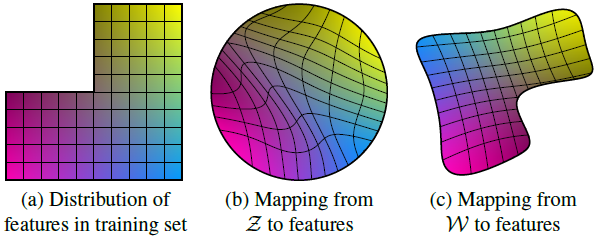 (a) Distribution of
features in training set
(b) Mapping from
𝒵 to features
(c) Mapping from
𝒲 to features